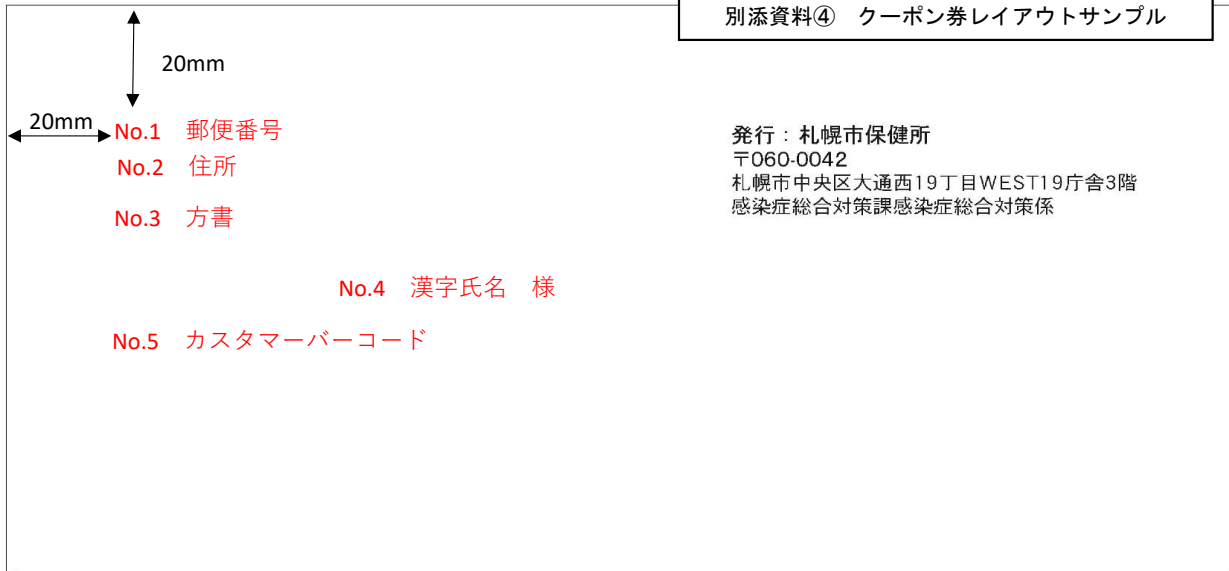 別添資料④　クーポン券レイアウトサンプル
20mm
20mm
No.1　郵便番号
No.2　住所
No.3　方書
No.4　漢字氏名　様
No.5　カスタマーバーコード
発行：札幌市保健所
〒060-0042
札幌市中央区大通西19丁目WEST19庁舎3階
感染症総合対策課感染症総合対策係